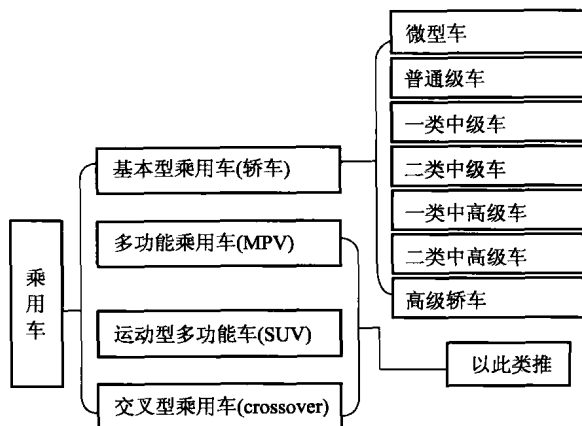 乘用车
基本型乘用车(轿车)
多功能乘用车(MPV)
运动型多功能车(SUV)
交叉型乘用车(crossover)
微型车
普通级车
一类中级车
二类中级车
一类中高级车
二类中高级车
高级轿车
以此类推